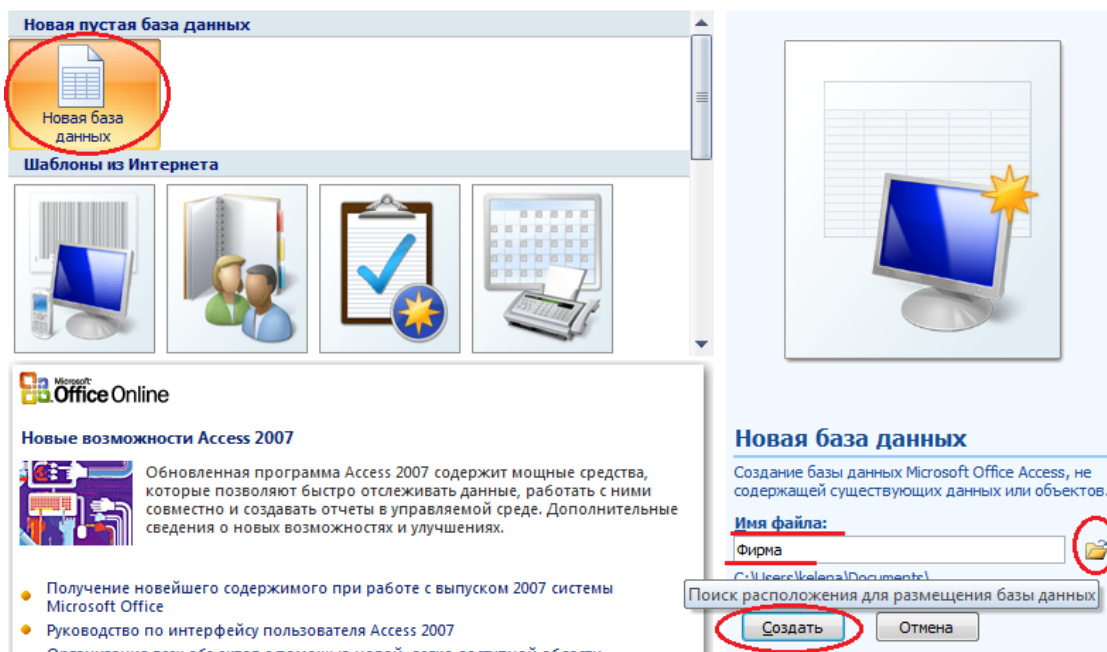 Новая пустая база данных
Новая база
данных
Шаблоны из Интернета
Microsoft
Office Online
Новые возможности Access 2007
Обновленная программа Access 2007 содержит мощные средства,
которые позволяют быстро отслеживать данные, работать с ними
совместно и создавать отчеты в управляемой среде. Дополнительные
сведения о новых возможностях и улучшениях.
Получение новейшего содержимого при работе с выпуском 2007 системы
Microsoft Office
Руководство по интерфейсу пользователя Access 2007
Новая база данных
Создание базы данных Microsoft Office Access, не
содержащей существующих данных или объектов.
Имя файла:
Фирма
C:\Users\kelena\Documents\
Поиск расположения для размещения базы данных
Создать
Отмена